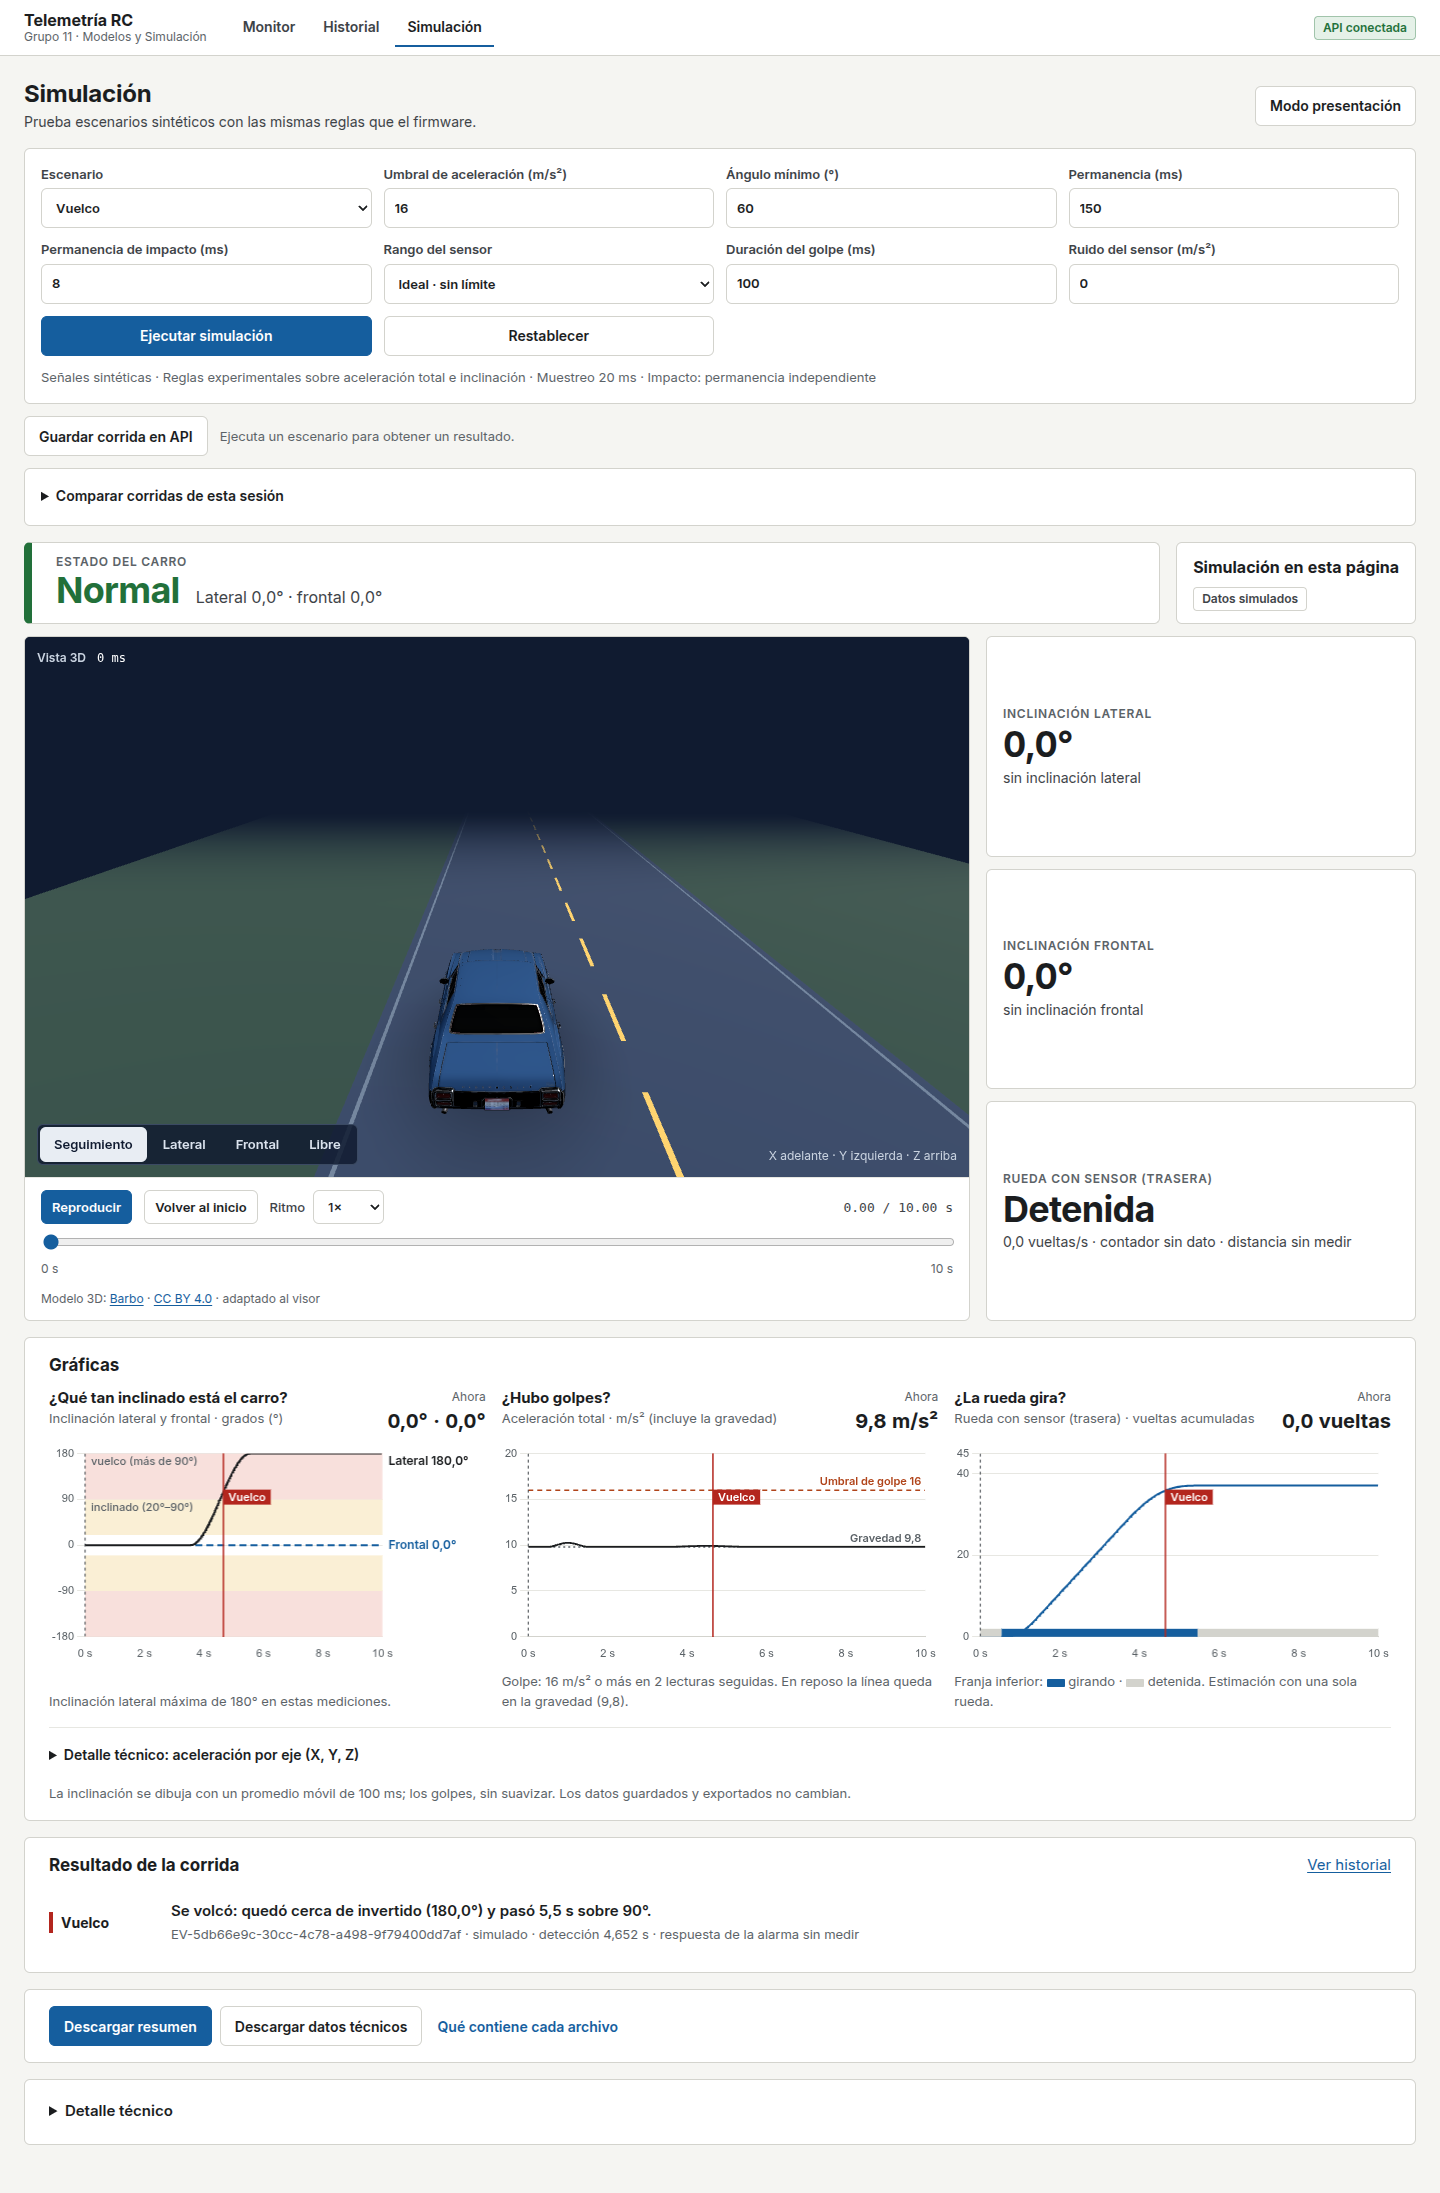 Telemetría RC
Grupo 11 · Modelos y Simulación
Monitor
Historial
Simulación
API conectada
Simulación
Prueba escenarios sintéticos con las mismas reglas que el firmware.
Modo presentación
Escenario
Umbral de aceleración (m/s²)
Ángulo mínimo (°)
Permanencia (ms)
Vuelco
16
60
150
Permanencia de impacto (ms)
Rango del sensor
Duración del golpe (ms)
Ruido del sensor (m/s²)
8
Ideal · sin límite
100
0
Ejecutar simulación
Restablecer
Señales sintéticas · Reglas experimentales sobre aceleración total e inclinación · Muestreo 20 ms · Impacto: permanencia independiente
Guardar corrida en API
Ejecuta un escenario para obtener un resultado.
Comparar corridas de esta sesión
ESTADO DEL CARRO
Normal Lateral 0,0° · frontal 0,0°
Simulación en esta página
Datos simulados
Vista 3D 0 ms
Seguimiento
Lateral
Frontal
Libre
X adelante · Y izquierda · Z arriba
Reproducir
Volver al inicio
Ritmo
1×
0.00 / 10.00 s
0 s
10 s
Modelo 3D: Barbo · CC BY 4.0 · adaptado al visor
INCLINACIÓN LATERAL
0,0°
sin inclinación lateral
INCLINACIÓN FRONTAL
0,0°
sin inclinación frontal
RUEDA CON SENSOR (TRASERA)
Detenida
0,0 vueltas/s · contador sin dato · distancia sin medir
Gráficas
¿Qué tan inclinado está el carro?
Inclinación lateral y frontal · grados (°)
Ahora
0,0° · 0,0°
180
90
0
-90
-180
vuelco (más de 90°)
inclinado (20°–90°)
Vuelco
Lateral 180,0°
Frontal 0,0°
0 s
2 s
4 s
6 s
8 s
10 s
Inclinación lateral máxima de 180° en estas mediciones.
¿Hubo golpes?
Aceleración total · m/s² (incluye la gravedad)
Ahora
9,8 m/s²
20
15
10
5
0
Umbral de golpe 16
Vuelco
Gravedad 9,8
0 s
2 s
4 s
6 s
8 s
10 s
Golpe: 16 m/s² o más en 2 lecturas seguidas. En reposo la línea queda
en la gravedad (9,8).
¿La rueda gira?
Rueda con sensor (trasera) · vueltas acumuladas
Ahora
0,0 vueltas
45
40
20
0
Vuelco
0 s
2 s
4 s
6 s
8 s
10 s
Franja inferior: girando · detenida. Estimación con una sola
rueda.
Detalle técnico: aceleración por eje (X, Y, Z)
La inclinación se dibuja con un promedio móvil de 100 ms; los golpes, sin suavizar. Los datos guardados y exportados no cambian.
Resultado de la corrida
Ver historial
Vuelco
Se volcó: quedó cerca de invertido (180,0°) y pasó 5,5 s sobre 90°.
EV-5db66e9c-30cc-4c78-a498-9f79400dd7af · simulado · detección 4,652 s · respuesta de la alarma sin medir
Descargar resumen
Descargar datos técnicos
Qué contiene cada archivo
Detalle técnico